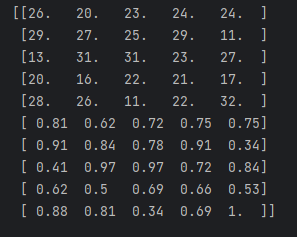 [[26. 20. 23. 24. 24. ]
[29. 27. 25. 29. 11. ]
[13. 31. 31. 23. 27. ]
[20. 16. 22. 21. 17. ]
[28. 26. 11. 22. 32. ]
[ 0.81 0.62 0.72 0.75 0.75]
[ 0.91 0.84 0.78 0.91 0.34]
[ 0.41 0.97 0.97 0.72 0.84]
[ 0.62 0.5 0.69 0.66 0.53]
[ 0.88 0.81 0.34 0.69 1. ]]